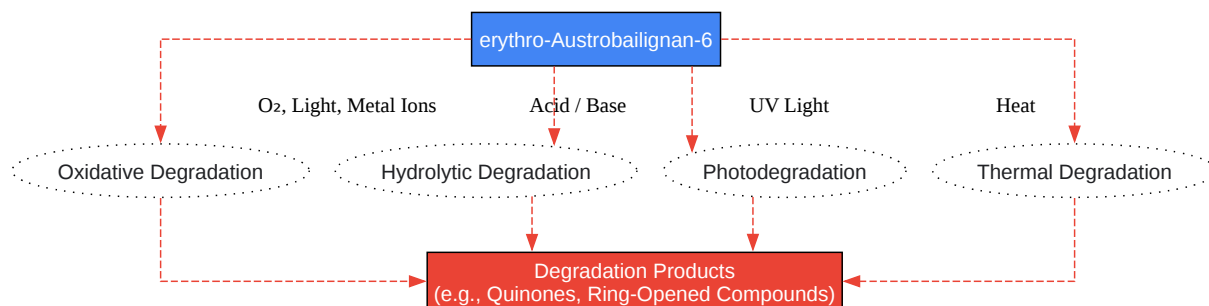 erythro-Austrobailignan-6
O₂, Light, Metal Ions
Acid / Base
UV Light
Heat
Oxidative Degradation
Hydrolytic Degradation
Photodegradation
Thermal Degradation
Degradation Products
(e.g., Quinones, Ring-Opened Compounds)